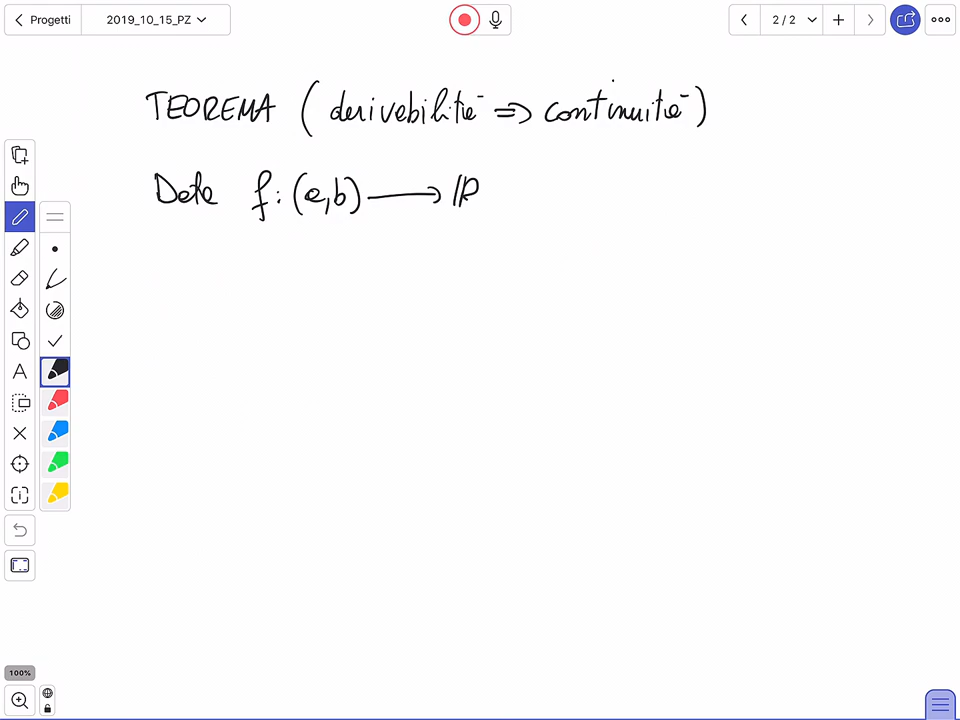 Progetti
2019_10_15_PZ
2 / 2
TEOREMA ( derivabilità ⇒ continuità )
Data f : (a,b) ⟶ ℝ
A
100%